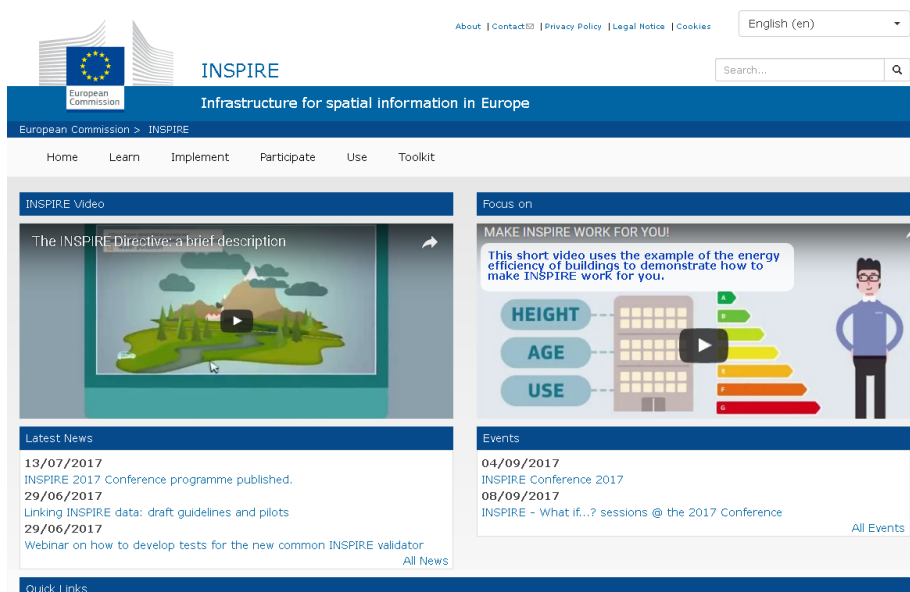 About | Contact | Privacy Policy | Legal Notice | Cookies
English (en)
European
Commission
INSPIRE
Search...
Infrastructure for spatial information in Europe
European Commission > INSPIRE
Home Learn Implement Participate Use Toolkit
INSPIRE Video
The INSPIRE Directive: a brief description
Focus on
MAKE INSPIRE WORK FOR YOU!
This short video uses the example of the energy
efficiency of buildings to demonstrate how to
make INSPIRE work for you.
HEIGHT
AGE
USE
A
B
E
F
G
Latest News
13/07/2017
INSPIRE 2017 Conference programme published.
29/06/2017
Linking INSPIRE data: draft guidelines and pilots
29/06/2017
Webinar on how to develop tests for the new common INSPIRE validator
All News
Events
04/09/2017
INSPIRE Conference 2017
08/09/2017
INSPIRE - What if...? sessions @ the 2017 Conference
All Events
Quick Links